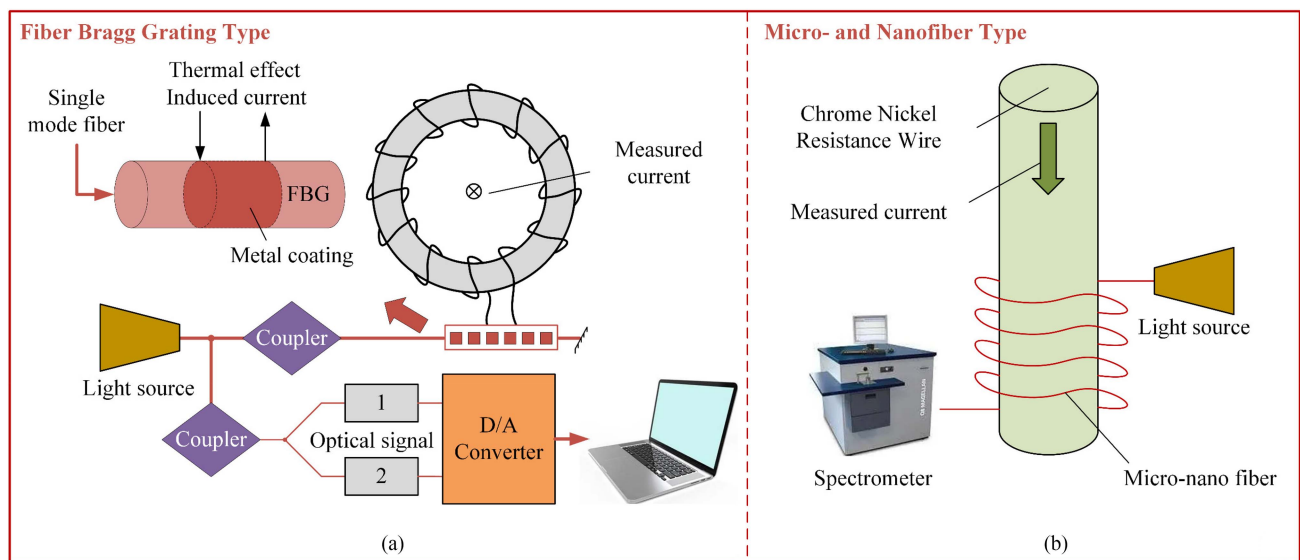 Fiber Bragg Grating Type
Thermal effect
Induced current
Single
mode fiber
FBG
Metal coating
Measured
current
Light source
Coupler
Coupler
1
Optical signal
2
D/A
Converter
(a)
Micro- and Nanofiber Type
Chrome Nickel
Resistance Wire
Measured current
Light source
Spectrometer
Micro-nano fiber
(b)